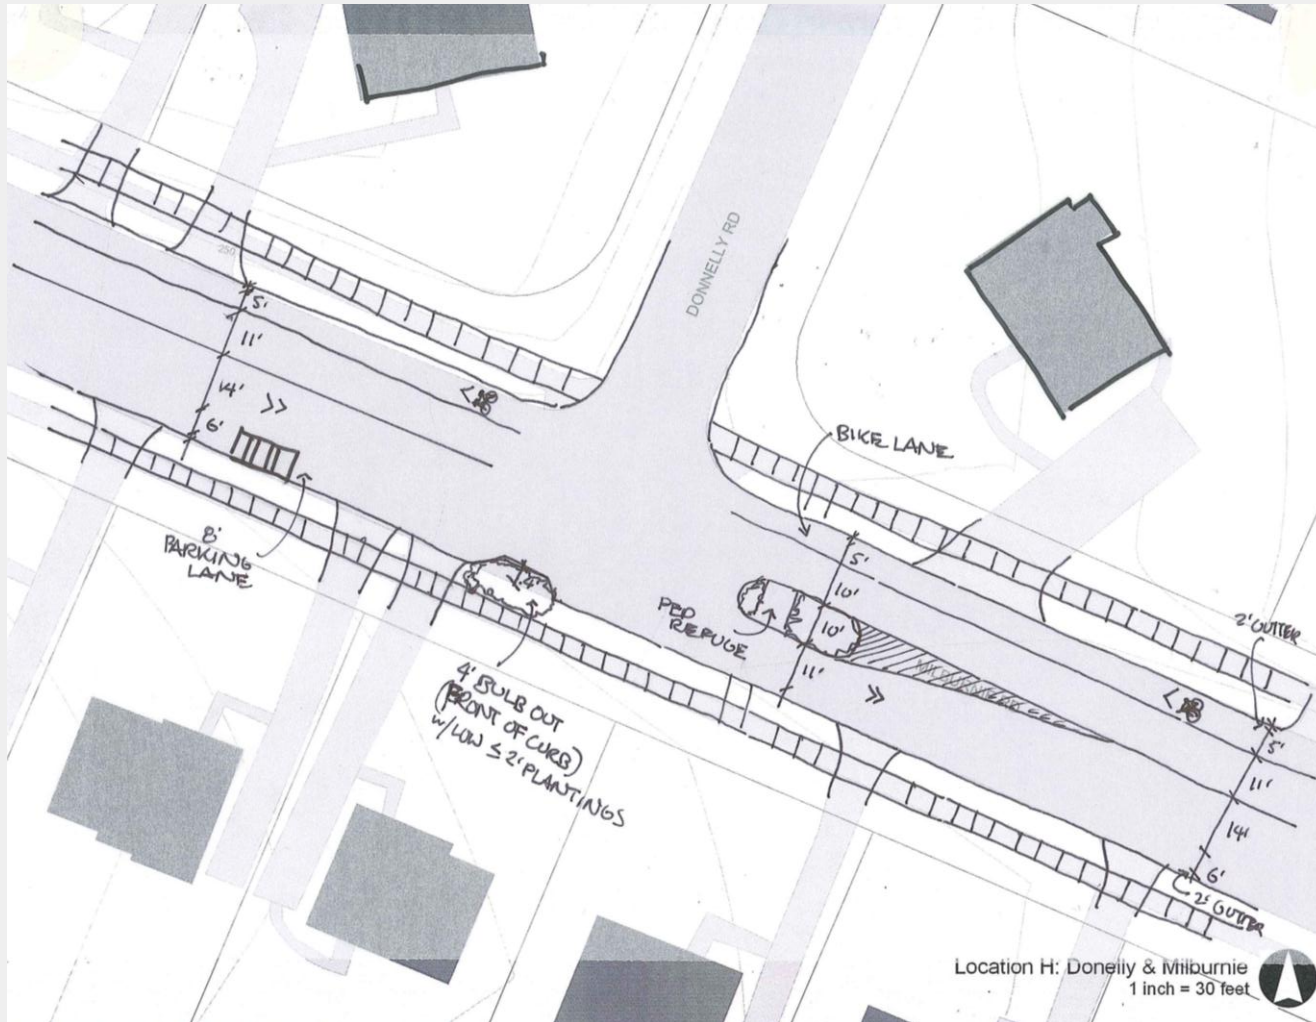 250
5'
11'
14'
6'
DONNELLY RD
BIKE LANE
8'
PARKING
LANE
4'
5'
10'
10'
11'
PED
REFUGE
4' BULB OUT
(FRONT OF CURB)
W/LOW ≤ 2' PLANTINGS
2' GUTTER
5'
11'
14'
6'
2' GUTTER
Location H: Donelly & Milburnie
1 inch = 30 feet